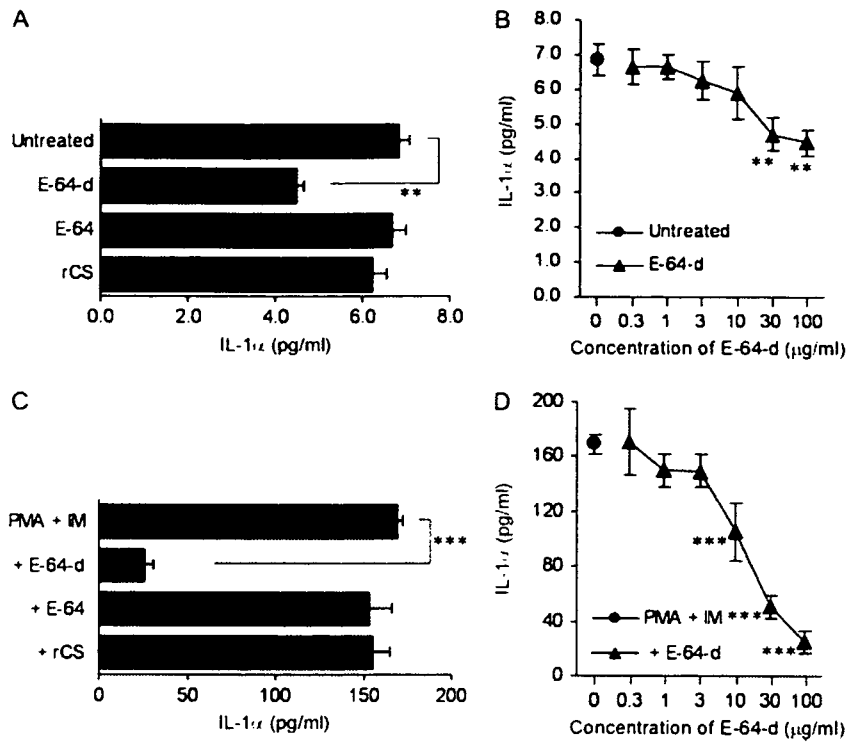 A
Untreated
E-64-d
E-64
rCS
**
0.0 2.0 4.0 6.0 8.0
IL-1α (pg/ml)
B
8.0
7.0
6.0
5.0
4.0
3.0
2.0
1.0
0.0
IL-1α (pg/ml)
** **
Untreated
E-64-d
0 0.3 1 3 10 30 100
Concentration of E-64-d (μg/ml)
C
PMA + IM
+ E-64-d
+ E-64
+ rCS
***
0 50 100 150 200
IL-1α (pg/ml)
D
200
160
120
80
40
0
IL-1α (pg/ml)
***
***
***
PMA + IM
+ E-64-d
0 0.3 1 3 10 30 100
Concentration of E-64-d (μg/ml)